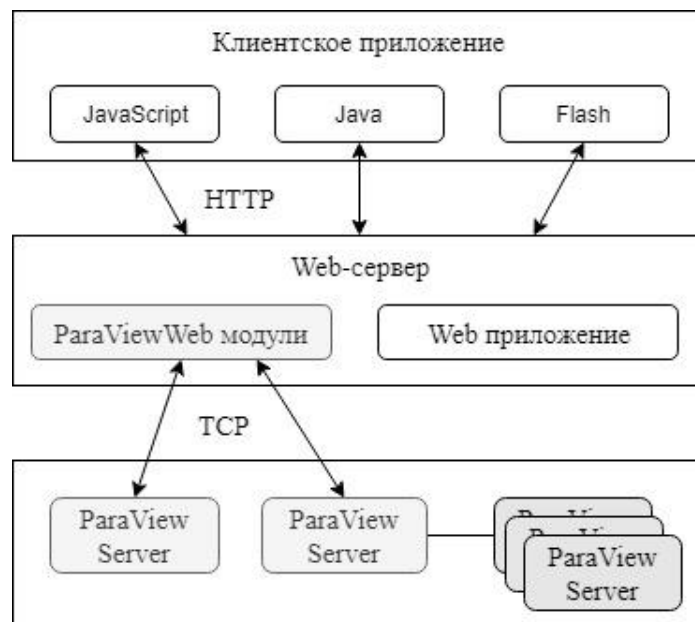 Клиентское приложение
JavaScript
Java
Flash
HTTP
Web-сервер
ParaViewWeb модули
Web приложение
TCP
ParaView
Server
ParaView
Server
ParaView
Server